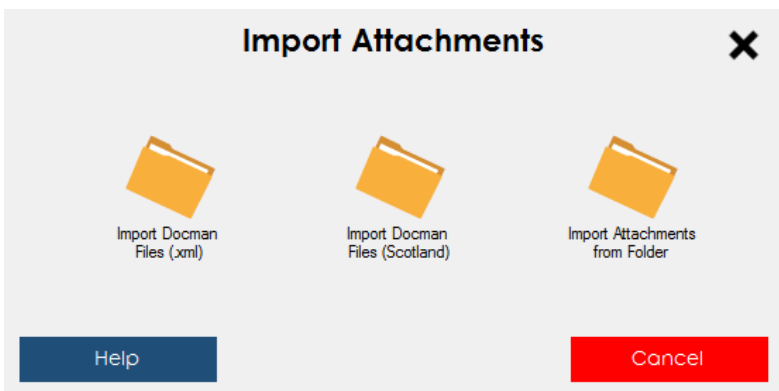 Import Attachments
Import Docman
Files (.xml)
Import Docman
Files (Scotland)
Import Attachments
from Folder
Help
Cancel